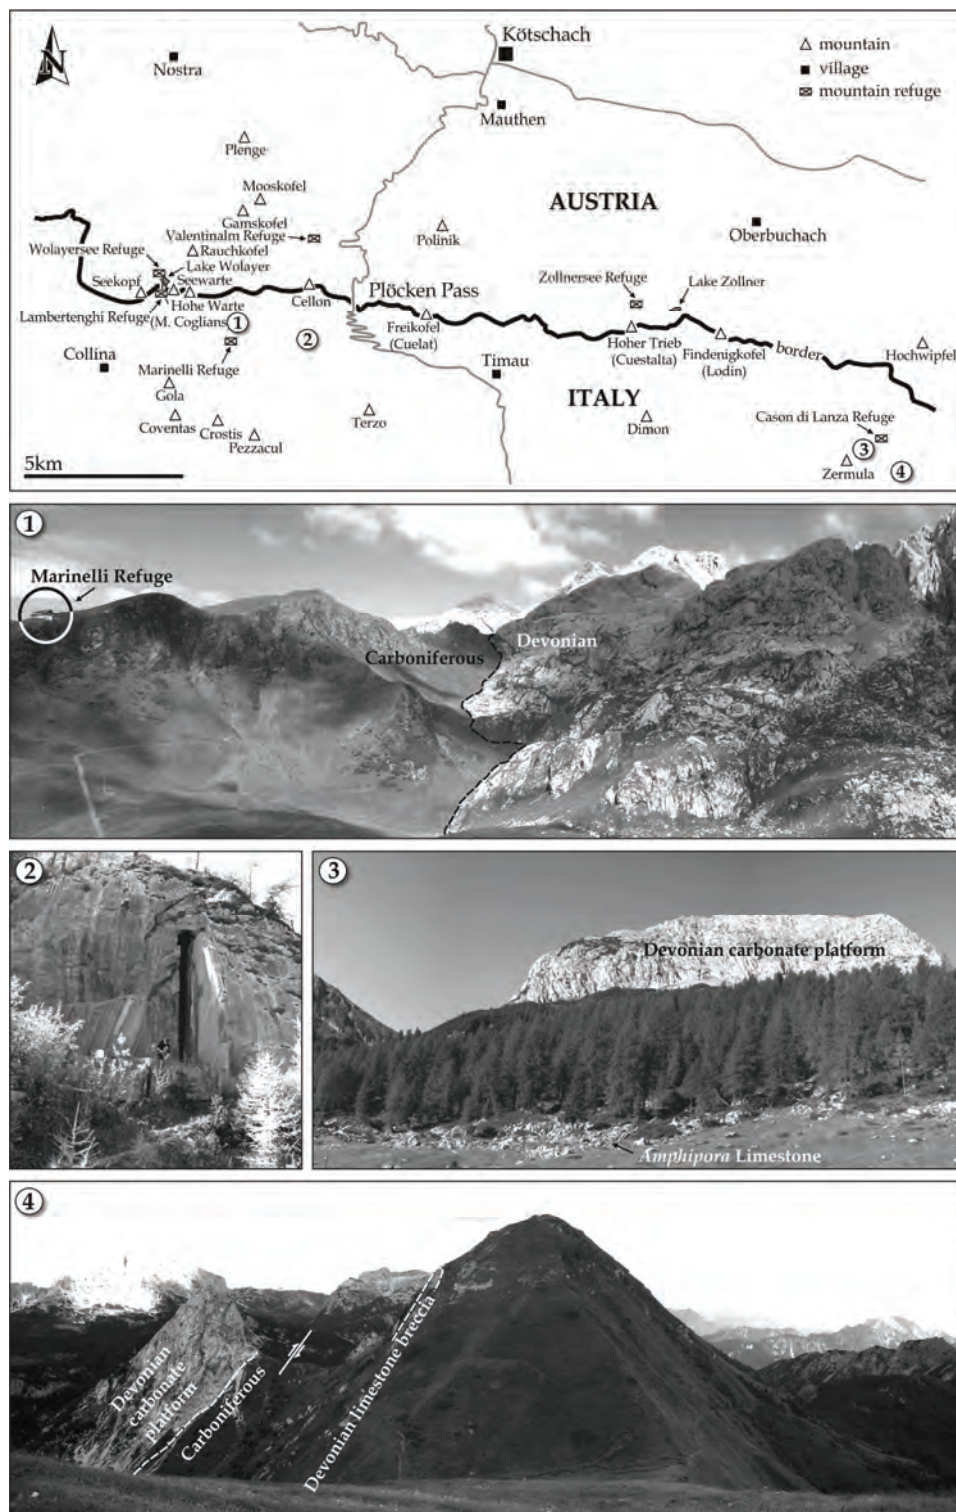 N
Nostra
Kötschach
mountain
village
mountain refuge
Mauthen
Plenge
Mooskofel
AUSTRIA
Gamskofel
Valentinalm Refuge
Polinik
Oberbuchach
Wolayersee Refuge
Rauchkofel
Lake Wolayer
Zollnersee Refuge
Lake Zollner
Seekopf
Seewarte
Cellon
Plöcken Pass
Lambertenghi Refuge
Hohe Warte
(M. Coglians)
1
2
Freikofel
(Cuelat)
Hoher Trieb
(Cuestalta)
Findenigkofel
(Lodin)
border
Hochwipfel
Collina
Marinelli Refuge
Timau
Gola
ITALY
Coventas
Crostis
Pezzacul
Terzo
Dimon
Cason di Lanza Refuge
3
4
Zermula
5km
1
Marinelli Refuge
Carboniferous
Devonian
2
3
Devonian carbonate platform
Amphipora Limestone
4
Devonian
carbonate
platform
Carboniferous
Devonian limestone breccia